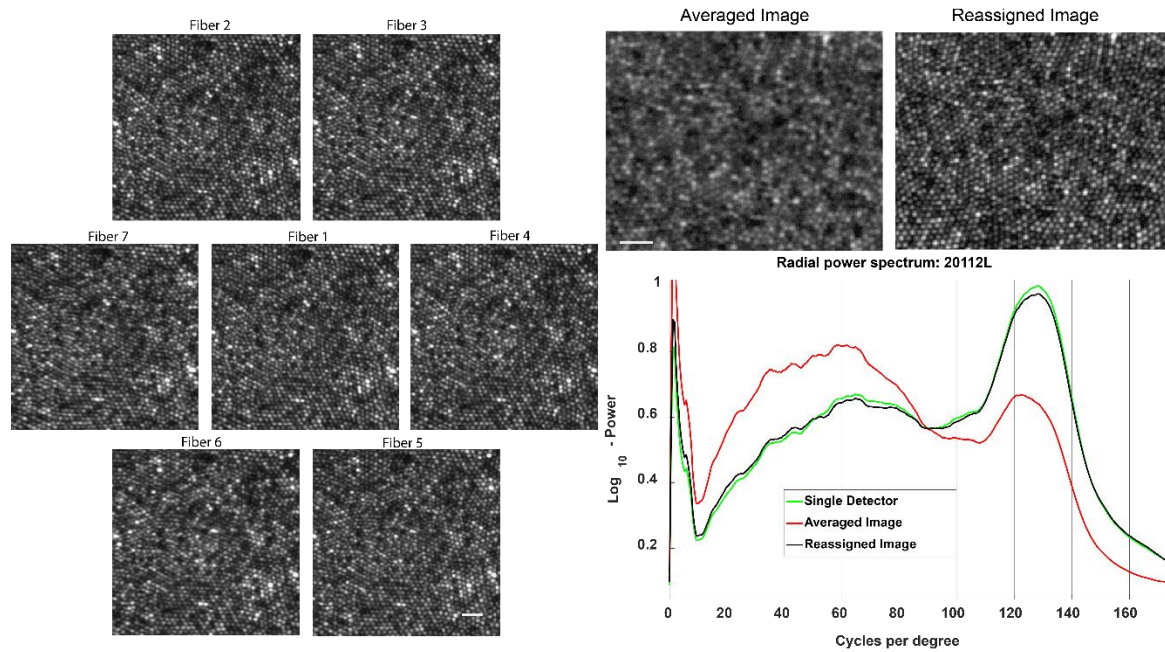 Fiber 2
Fiber 3
Fiber 7
Fiber 1
Fiber 4
Fiber 6
Fiber 5
Averaged Image
Reassigned Image
Radial power spectrum: 20112L
1
0.8
0.6
0.4
0.2
Log 10 - Power
Single Detector
Averaged Image
Reassigned Image
0 20 40 60 80 100 120 140 160
Cycles per degree